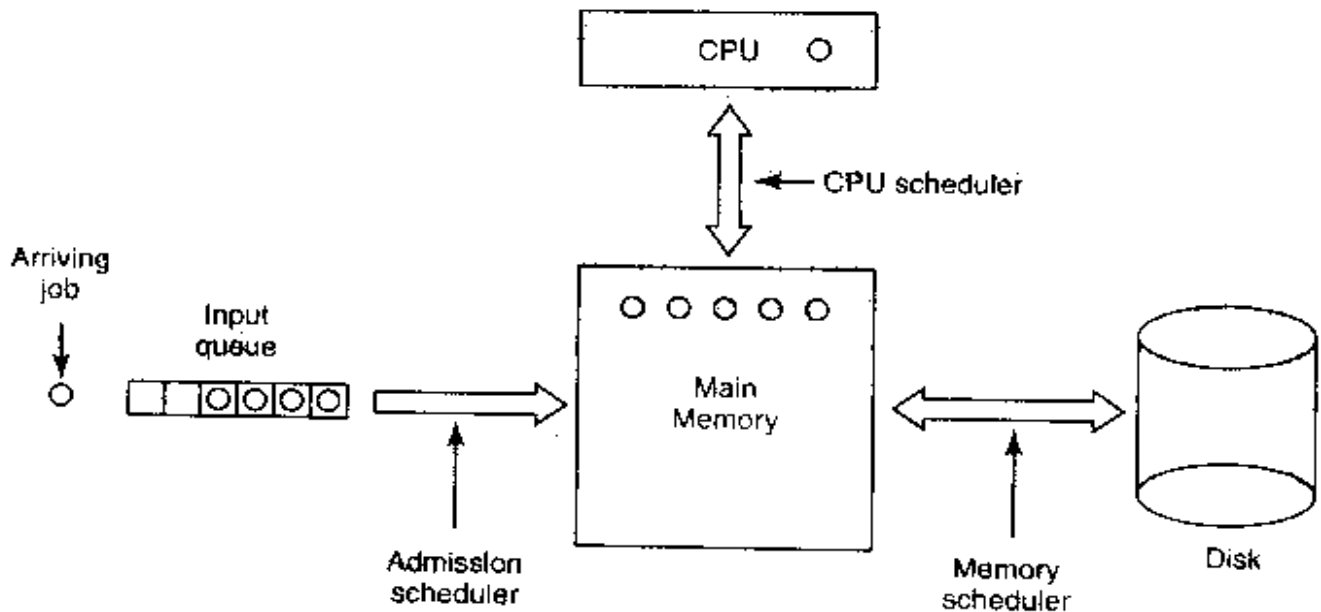 CPU
CPU scheduler
Arriving
job
Input
queue
Main
Memory
Admission
scheduler
Memory
scheduler
Disk